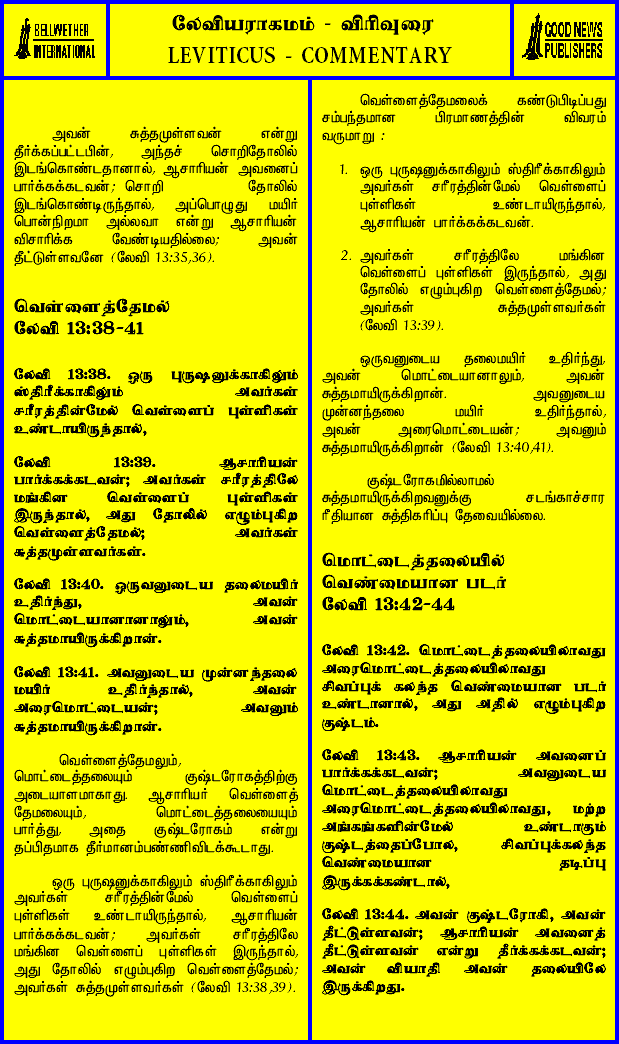 BELLWETHER
INTERNATIONAL
லேவியராகமம் - விரிவுரை
LEVITICUS - COMMENTARY
GOOD NEWS
PUBLISHERS
அவன் சுத்தமுள்ளவன் என்று
தீர்க்கப்பட்டபின், அந்தச் சொறிதோலில்
இடங்கொண்டதானால், ஆசாரியன் அவனைப்
பார்க்கக்கடவன்; சொறி தோலில்
இடங்கொண்டிருந்தால், அப்பொழுது மயிர்
பொன்நிறமா அல்லவா என்று ஆசாரியன்
விசாரிக்க வேண்டியதில்லை; அவன்
தீட்டுள்ளவனே (லேவி 13:35,36).
வெள்ளைத்தேமல்
லேவி 13:38-41
லேவி 13:38. ஒரு புருஷனுக்காகிலும்
ஸ்திரீக்காகிலும் அவர்கள்
சரீரத்தின்மேல் வெள்ளைப் புள்ளிகள்
உண்டாயிருந்தால்,
லேவி 13:39. ஆசாரியன்
பார்க்கக்கடவன்; அவர்கள் சரீரத்திலே
மங்கின வெள்ளைப் புள்ளிகள்
இருந்தால், அது தோலில் எழும்புகிற
வெள்ளைத்தேமல்; அவர்கள்
சுத்தமுள்ளவர்கள்.
லேவி 13:40. ஒருவனுடைய தலைமயிர்
உதிர்ந்து, அவன்
மொட்டையானானாலும், அவன்
சுத்தமாயிருக்கிறான்.
லேவி 13:41. அவனுடைய முன்னந்தலை
மயிர் உதிர்ந்தால், அவன்
அரைமொட்டையன்; அவனும்
சுத்தமாயிருக்கிறான்.
வெள்ளைத்தேமலும்,
மொட்டைத்தலையும் குஷ்டரோகத்திற்கு
அடையாளமாகாது. ஆசாரியர் வெள்ளைத்
தேமலையும், மொட்டைத்தலையையும்
பார்த்து, அதை குஷ்டரோகம் என்று
தப்பிதமாக தீர்மானம்பண்ணிவிடக்கூடாது.
ஒரு புருஷனுக்காகிலும் ஸ்திரீக்காகிலும்
அவர்கள் சரீரத்தின்மேல் வெள்ளைப்
புள்ளிகள் உண்டாயிருந்தால், ஆசாரியன்
பார்க்கக்கடவன்; அவர்கள் சரீரத்திலே
மங்கின வெள்ளைப் புள்ளிகள் இருந்தால்,
அது தோலில் எழும்புகிற வெள்ளைத்தேமல்;
அவர்கள் சுத்தமுள்ளவர்கள் (லேவி 13:38,39).
வெள்ளைத்தேமலைக் கண்டுபிடிப்பது
சம்பந்தமான பிரமாணத்தின் விவரம்
வருமாறு :
1. ஒரு புருஷனுக்காகிலும் ஸ்திரீக்காகிலும்
அவர்கள் சரீரத்தின்மேல் வெள்ளைப்
புள்ளிகள் உண்டாயிருந்தால்,
ஆசாரியன் பார்க்கக்கடவன்.
2. அவர்கள் சரீரத்திலே மங்கின
வெள்ளைப் புள்ளிகள் இருந்தால், அது
தோலில் எழும்புகிற வெள்ளைத்தேமல்;
அவர்கள் சுத்தமுள்ளவர்கள்
(லேவி 13:39).
ஒருவனுடைய தலைமயிர் உதிர்ந்து,
அவன் மொட்டையானாலும், அவன்
சுத்தமாயிருக்கிறான். அவனுடைய
முன்னந்தலை மயிர் உதிர்ந்தால்,
அவன் அரைமொட்டையன்; அவனும்
சுத்தமாயிருக்கிறான் (லேவி 13:40,41).
குஷ்டரோகமில்லாமல்
சுத்தமாயிருக்கிறவனுக்கு சடங்காச்சார
ரீதியான சுத்திகரிப்பு தேவையில்லை.
மொட்டைத்தலையில்
வெண்மையான படர்
லேவி 13:42-44
லேவி 13:42. மொட்டைத்தலையிலாவது
அரைமொட்டைத்தலையிலாவது
சிவப்புக் கலந்த வெண்மையான படர்
உண்டானால், அது அதில் எழும்புகிற
குஷ்டம்.
லேவி 13:43. ஆசாரியன் அவனைப்
பார்க்கக்கடவன்; அவனுடைய
மொட்டைத்தலையிலாவது
அரைமொட்டைத்தலையிலாவது, மற்ற
அங்கங்களின்மேல் உண்டாகும்
குஷ்டத்தைப்போல, சிவப்புக்கலந்த
வெண்மையான தடிப்பு
இருக்கக்கண்டால்,
லேவி 13:44. அவன் குஷ்டரோகி, அவன்
தீட்டுள்ளவன்; ஆசாரியன் அவனைத்
தீட்டுள்ளவன் என்று தீர்க்கக்கடவன்;
அவன் வியாதி அவன் தலையிலே
இருக்கிறது.